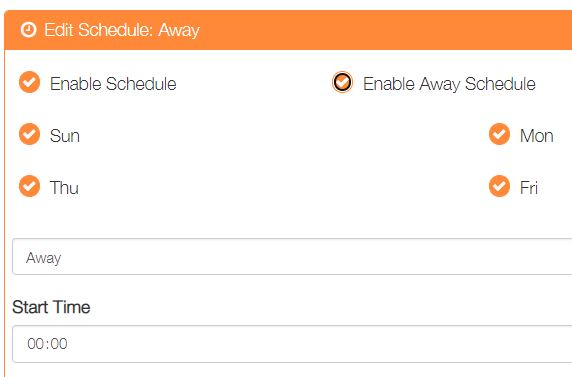 Edit Schedule: Away
Enable Schedule Enable Away Schedule
Sun Mon
Thu Fri
Away
Start Time
00:00